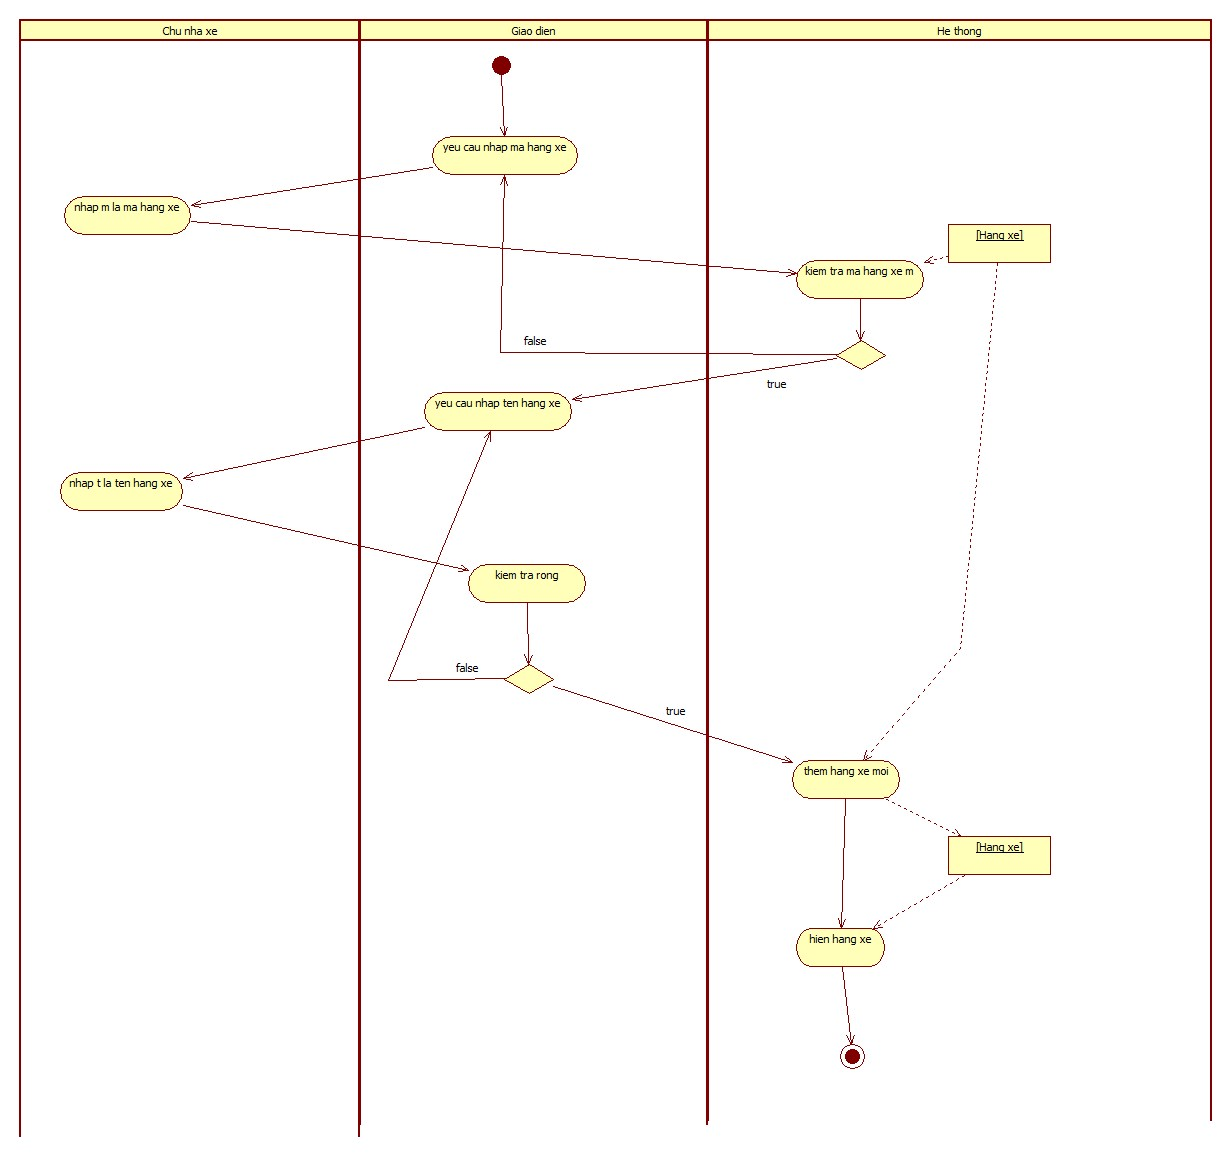 Chu nha xe
Giao dien
He thong
yeu cau nhap ma hang xe
nhap m la ma hang xe
[Hang xe]
kiem tra ma hang xe m
false
true
yeu cau nhap ten hang xe
nhap t la ten hang xe
kiem tra rong
false
true
them hang xe moi
[Hang xe]
hien hang xe